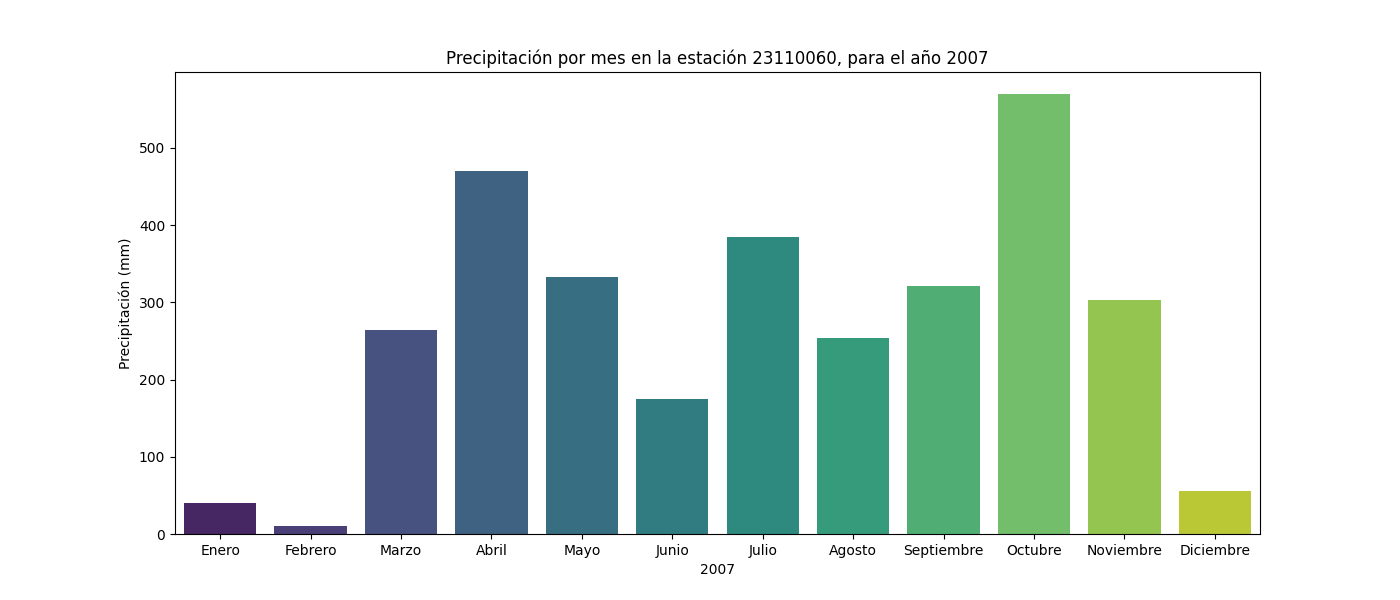 Precipitación por mes en la estación 23110060, para el año 2007
Precipitación (mm)
500
400
300
200
100
0
Enero Febrero Marzo Abril Mayo Junio Julio Agosto Septiembre Octubre Noviembre Diciembre
2007